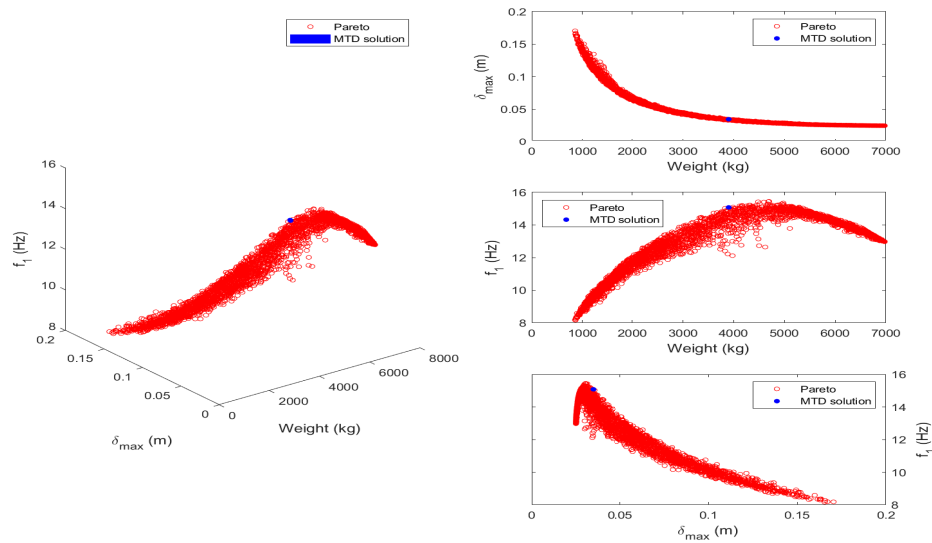 Pareto
MTD solution
16
14
12
10
8
f1 (Hz)
0.2
0.15
0.1
0.05
0
δmax (m)
0
2000
4000
6000
8000
Weight (kg)
0.2
0.15
0.1
0.05
0
δmax (m)
Pareto
MTD solution
0 1000 2000 3000 4000 5000 6000 7000
Weight (kg)
16
14
12
10
8
f1 (Hz)
Pareto
MTD solution
0 1000 2000 3000 4000 5000 6000 7000
Weight (kg)
Pareto
MTD solution
16
14
12
10
8
f1 (Hz)
0 0.05 0.1 0.15 0.2
δmax (m)